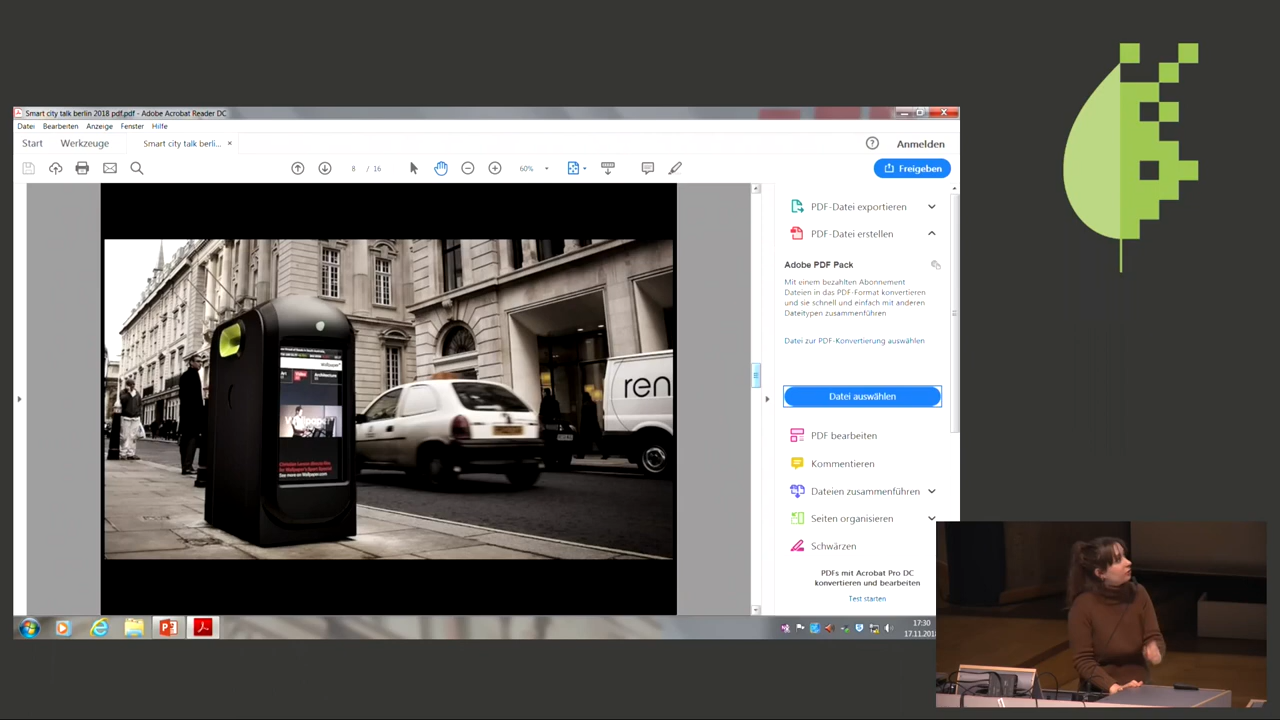 Smart city talk berlin 2018 pdf.pdf - Adobe Acrobat Reader DC
Datei Bearbeiten Anzeige Fenster Hilfe
Start Werkzeuge Smart city talk berli... × Anmelden
8 / 16 60% Freigeben
PDF-Datei exportieren
PDF-Datei erstellen
Adobe PDF Pack
Mit einem bezahlten Abonnement
Dateien in das PDF-Format konvertieren
und sie schnell und einfach mit anderen
Dateitypen zusammenführen
Datei zur PDF-Konvertierung auswählen
Datei auswählen
PDF bearbeiten
Kommentieren
Dateien zusammenführen
Seiten organisieren
Schwärzen
PDFs mit Acrobat Pro DC
konvertieren und bearbeiten
Test starten
Wallpaper*
Architecture
Wallpaper*
ren
17:30
17.11.201